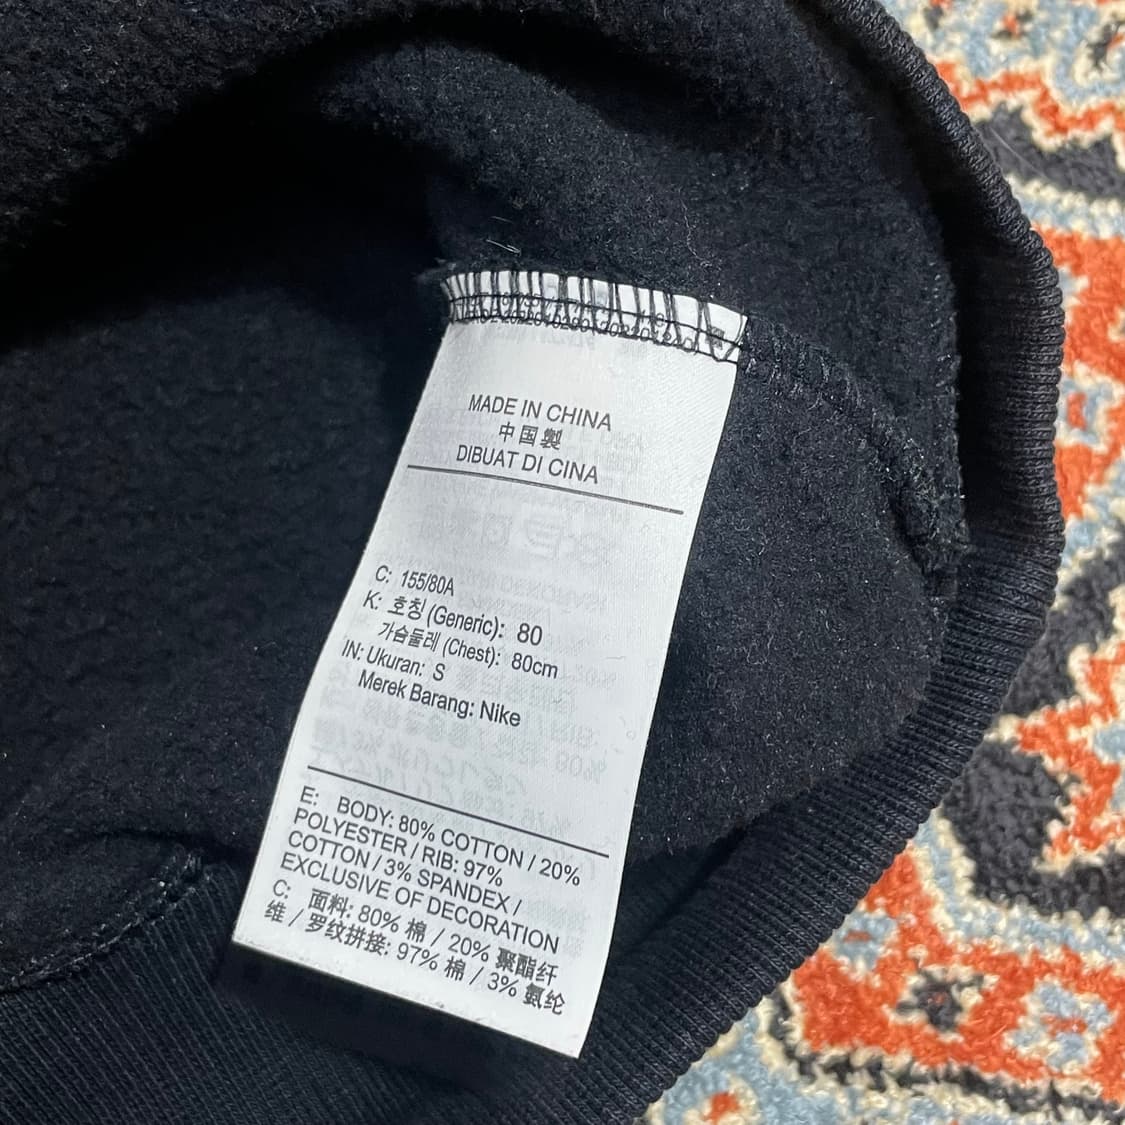 MADE IN CHINA
中国製
DIBUAT DI CINA
C: 155/80A
K: 호칭 (Generic): 80
가슴둘레 (Chest): 80cm
IN: Ukuran: S
Merek Barang: Nike
E: BODY: 80% COTTON / 20%
POLYESTER / RIB: 97%
COTTON / 3% SPANDEX /
EXCLUSIVE OF DECORATION
C: 面料: 80% 棉 / 20% 聚酯纤
维 / 罗纹拼接: 97% 棉 / 3% 氨纶